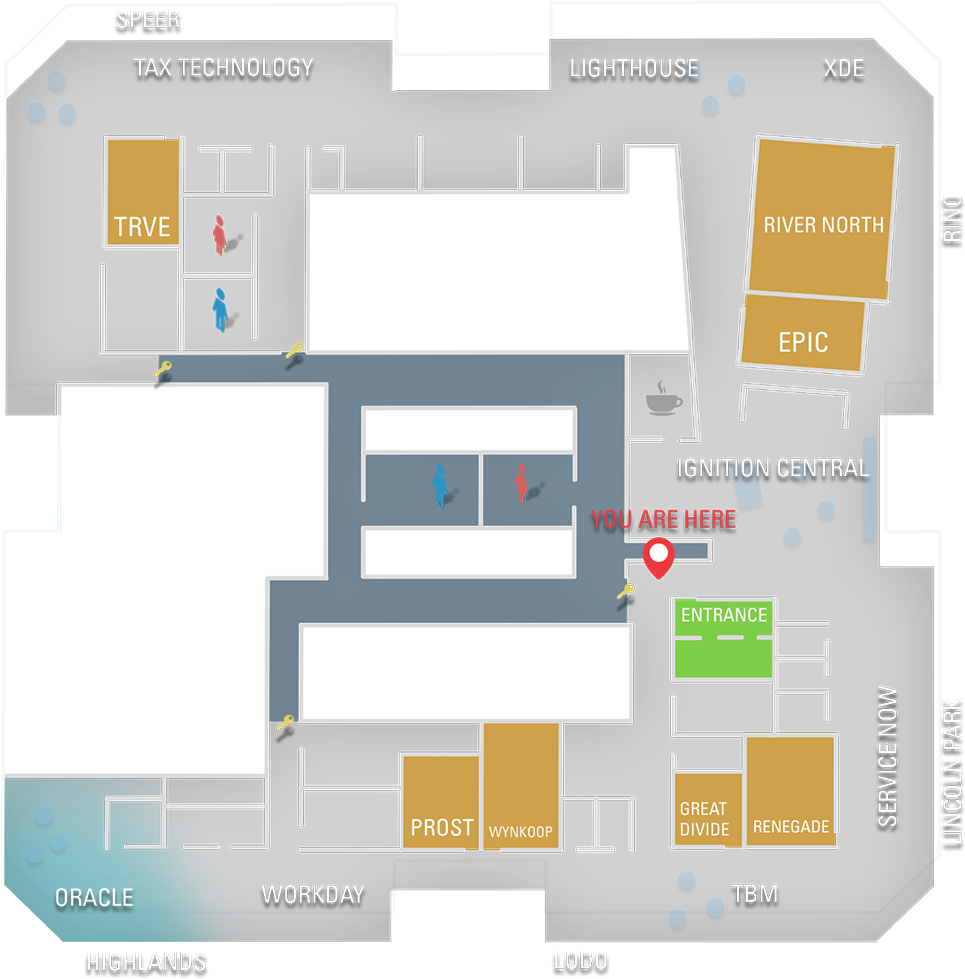 SPEER
TAX TECHNOLOGY
LIGHTHOUSE
XDE
TRVE
RIVER NORTH
RINO
EPIC
IGNITION CENTRAL
YOU ARE HERE
ENTRANCE
SERVICE NOW
LINCOLN PARK
PROST
WYNKOOP
GREAT
DIVIDE
RENEGADE
ORACLE
WORKDAY
TBM
HIGHLANDS
LODO